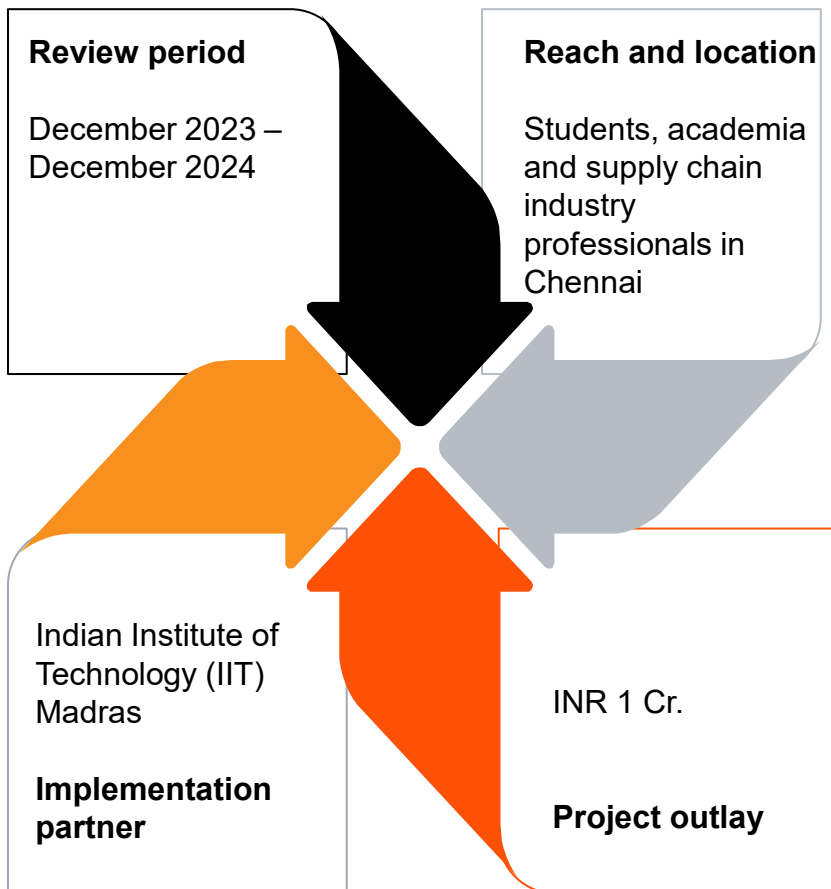 Review period
December 2023 –
December 2024
Reach and location
Students, academia
and supply chain
industry
professionals in
Chennai
Indian Institute of
Technology (IIT)
Madras
Implementation
partner
INR 1 Cr.
Project outlay